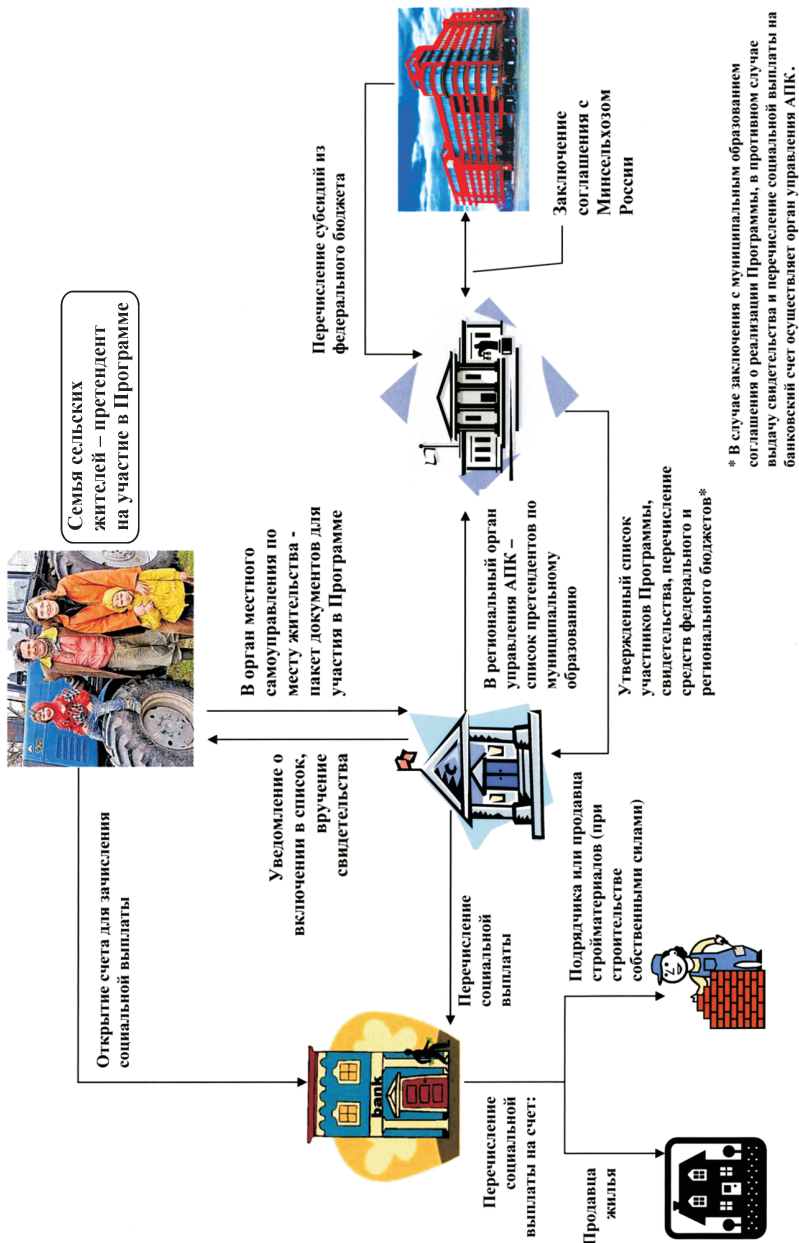 Семья сельских
жителей – претендент
на участие в Программе
Открытие счета для зачисления
социальной выплаты
Уведомление о
включении в список,
вручение
свидетельства
В орган местного
самоуправления по
месту жительства -
пакет документов для
участия в Программе
Перечисление субсидий из
федерального бюджета
bank
Перечисление
социальной
выплаты
В региональный орган
управления АПК –
список претендентов по
муниципальному
образованию
Заключение
соглашения с
Минсельхозом
России
Перечисление
социальной
выплаты на счет:
Продавца
жилья
Подрядчика или продавца
стройматериалов (при
строительстве
собственными силами)
Утвержденный список
участников Программы,
свидетельства, перечисление
средств федерального и
регионального бюджетов*
* В случае заключения с муниципальным образованием
соглашения о реализации Программы, в противном случае
выдачу свидетельства и перечисление социальной выплаты на
банковский счет осуществляет орган управления АПК.